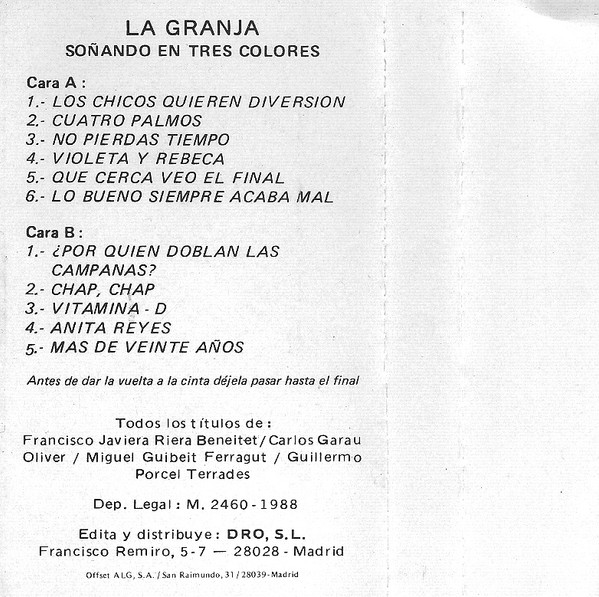 LA GRANJA
SOÑANDO EN TRES COLORES
Cara A :
1.- LOS CHICOS QUIEREN DIVERSION
2.- CUATRO PALMOS
3.- NO PIERDAS TIEMPO
4.- VIOLETA Y REBECA
5.- QUE CERCA VEO EL FINAL
6.- LO BUENO SIEMPRE ACABA MAL
Cara B :
1.- ¿POR QUIEN DOBLAN LAS
CAMPANAS?
2.- CHAP, CHAP
3.- VITAMINA - D
4.- ANITA REYES
5.- MAS DE VEINTE AÑOS
Antes de dar la vuelta a la cinta déjela pasar hasta el final
Todos los títulos de :
Francisco Javiera Riera Beneitet/Carlos Garau
Oliver / Miguel Guibeit Ferragut / Guillermo
Porcel Terrades
Dep. Legal : M. 2460 - 1988
Edita y distribuye : DRO, S.L.
Francisco Remiro, 5-7 — 28028 - Madrid
Offset ALG, S.A. / San Raimundo, 31 / 28039-Madrid